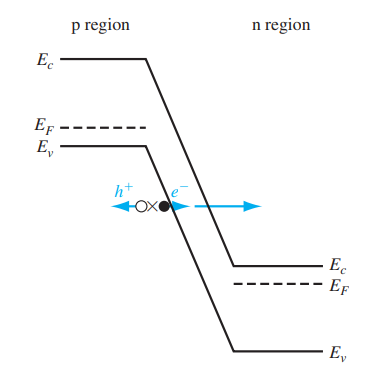 p region n region
E_c
E_F
E_v
h⁺ e⁻
E_c
E_F
E_v